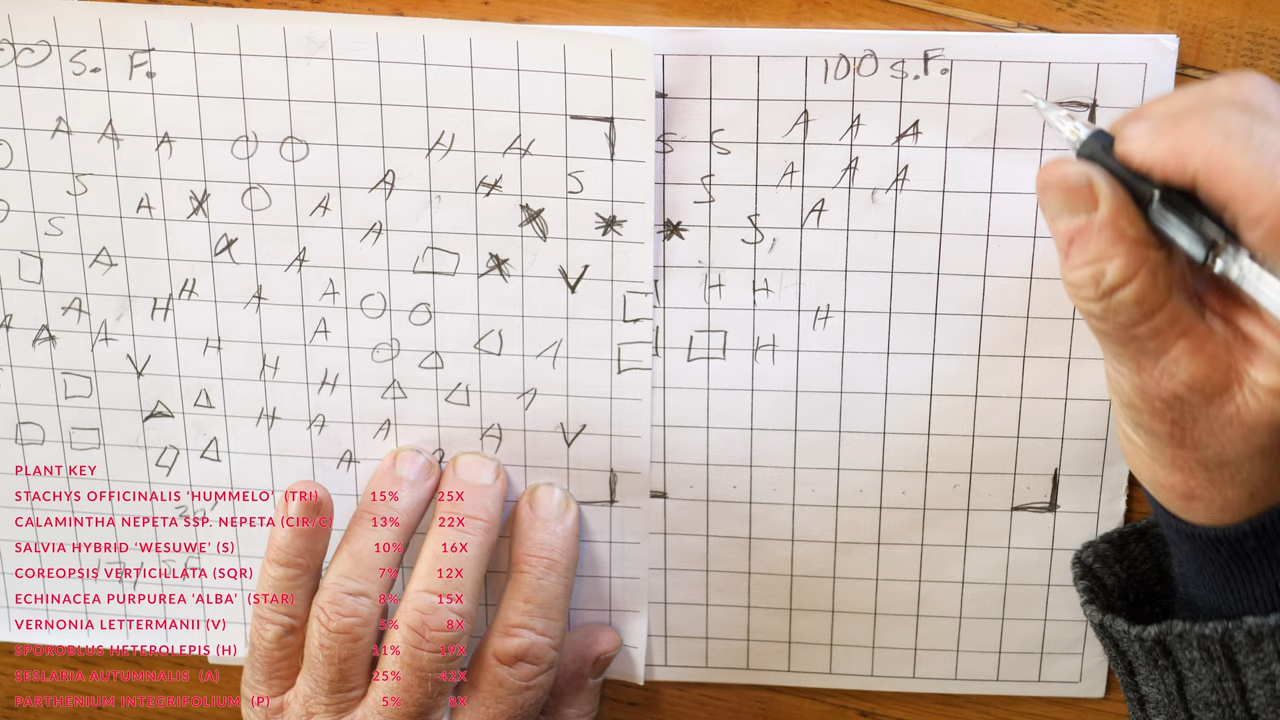 S. F.
100 S.F.
A A A O O H H
S S A A A
S A O A A H S
S A A A
S A A V
S, A
A A
A H H A A O O
H H
A A A
H
V H H H
H
A A A V
A
PLANT KEY
STACHYS OFFICINALIS ‘HUMMELO’ (TRI) 15% 25X
CALAMINTHA NEPETA SSP. NEPETA (CIR/C) 13% 22X
SALVIA HYBRID ‘WESUWE’ (S) 10% 16X
COREOPSIS VERTICILLATA (SQR) 7% 12X
ECHINACEA PURPUREA ‘ALBA’ (STAR) 8% 15X
VERNONIA LETTERMANII (V) 5% 8X
SPOROBLUS HETEROLEPIS (H) 11% 19X
SESLARIA AUTUMNALIS (A) 25% 42X
PARTHENIUM INTEGRIFOLIUM (P) 5% 8X